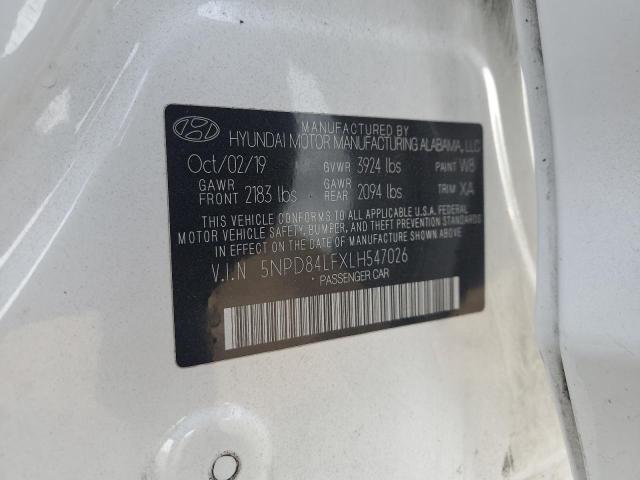 MANUFACTURED BY
HYUNDAI MOTOR MANUFACTURING ALABAMA, LLC
Oct/02/19 GVWR 3924 lbs PAINT W8
GAWR FRONT 2183 lbs GAWR REAR 2094 lbs TRIM XA
THIS VEHICLE CONFORMS TO ALL APPLICABLE U.S.A. FEDERAL
MOTOR VEHICLE SAFETY, BUMPER, AND THEFT PREVENTION STANDARDS
IN EFFECT ON THE DATE OF MANUFACTURE SHOWN ABOVE.
V.I.N 5NPD84LFXLH547026
PASSENGER CAR